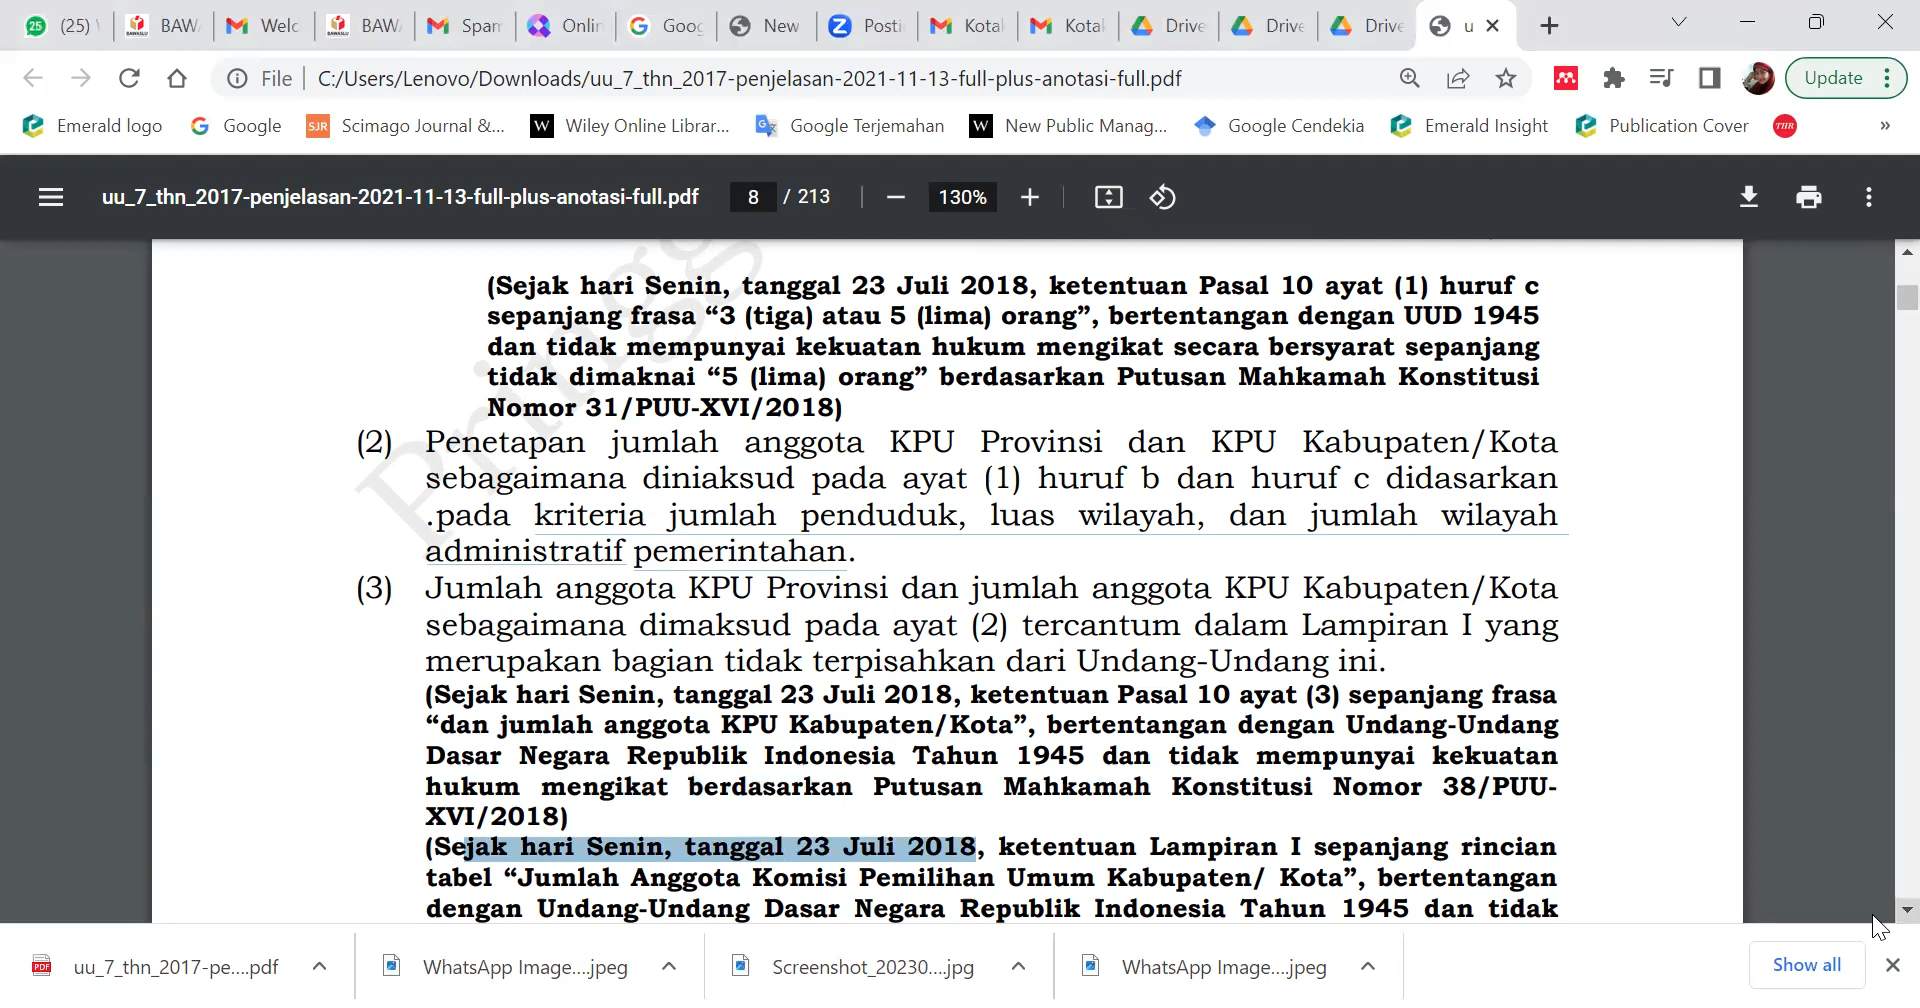 25 (25) BAWA Welc BAWA Spam Onlin Goog New Posti Kotak Kotak Drive Drive Drive u
File C:/Users/Lenovo/Downloads/uu_7_thn_2017-penjelasan-2021-11-13-full-plus-anotasi-full.pdf Update
Emerald logo Google SJR Scimago Journal &... W Wiley Online Librar... Google Terjemahan W New Public Manag... Google Cendekia Emerald Insight Publication Cover THR »
uu_7_thn_2017-penjelasan-2021-11-13-full-plus-anotasi-full.pdf 8 / 213 130%
Pringg
(Sejak hari Senin, tanggal 23 Juli 2018, ketentuan Pasal 10 ayat (1) huruf c
sepanjang frasa “3 (tiga) atau 5 (lima) orang”, bertentangan dengan UUD 1945
dan tidak mempunyai kekuatan hukum mengikat secara bersyarat sepanjang
tidak dimaknai “5 (lima) orang” berdasarkan Putusan Mahkamah Konstitusi
Nomor 31/PUU-XVI/2018)
(2) Penetapan jumlah anggota KPU Provinsi dan KPU Kabupaten/Kota
sebagaimana diniaksud pada ayat (1) huruf b dan huruf c didasarkan
.pada kriteria jumlah penduduk, luas wilayah, dan jumlah wilayah
administratif pemerintahan.
(3) Jumlah anggota KPU Provinsi dan jumlah anggota KPU Kabupaten/Kota
sebagaimana dimaksud pada ayat (2) tercantum dalam Lampiran I yang
merupakan bagian tidak terpisahkan dari Undang-Undang ini.
(Sejak hari Senin, tanggal 23 Juli 2018, ketentuan Pasal 10 ayat (3) sepanjang frasa
“dan jumlah anggota KPU Kabupaten/Kota”, bertentangan dengan Undang-Undang
Dasar Negara Republik Indonesia Tahun 1945 dan tidak mempunyai kekuatan
hukum mengikat berdasarkan Putusan Mahkamah Konstitusi Nomor 38/PUU-
XVI/2018)
(Sejak hari Senin, tanggal 23 Juli 2018, ketentuan Lampiran I sepanjang rincian
tabel “Jumlah Anggota Komisi Pemilihan Umum Kabupaten/ Kota”, bertentangan
dengan Undang-Undang Dasar Negara Republik Indonesia Tahun 1945 dan tidak
PDF uu_7_thn_2017-pe....pdf WhatsApp Image....jpeg Screenshot_20230....jpg WhatsApp Image....jpeg Show all